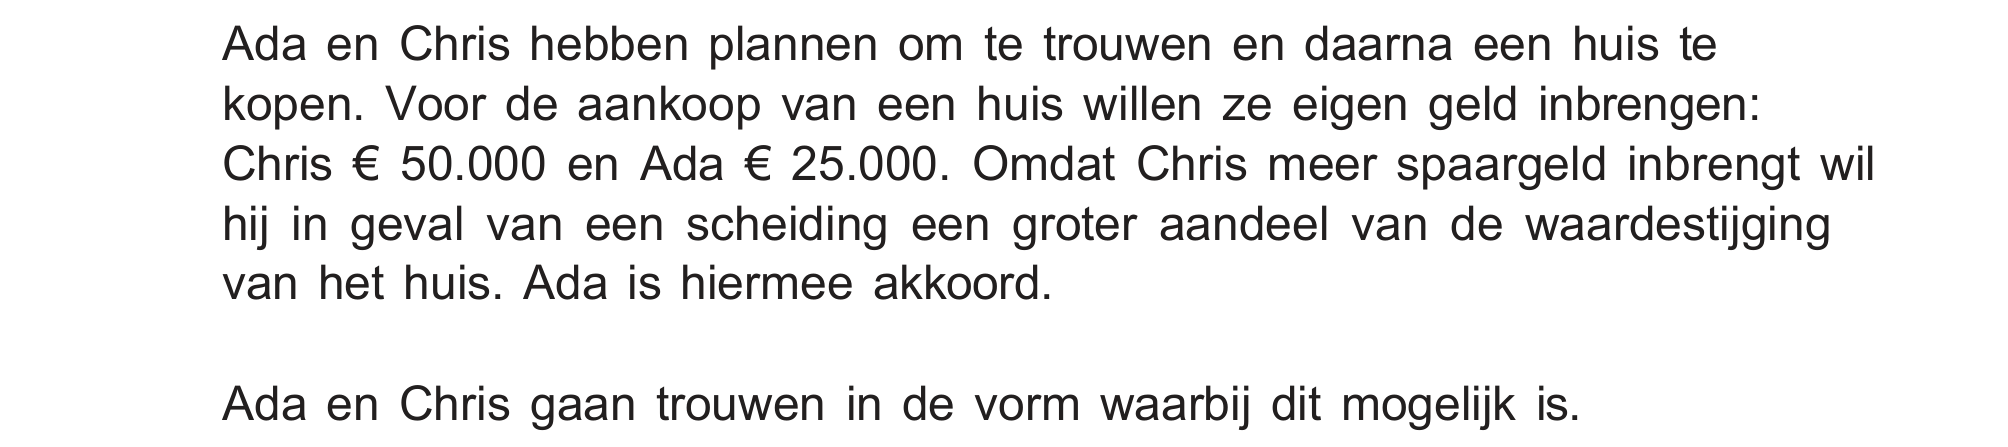 Ada en Chris hebben plannen om te trouwen en daarna een huis te
kopen. Voor de aankoop van een huis willen ze eigen geld inbrengen:
Chris € 50.000 en Ada € 25.000. Omdat Chris meer spaargeld inbrengt wil
hij in geval van een scheiding een groter aandeel van de waardestijging
van het huis. Ada is hiermee akkoord.
Ada en Chris gaan trouwen in de vorm waarbij dit mogelijk is.